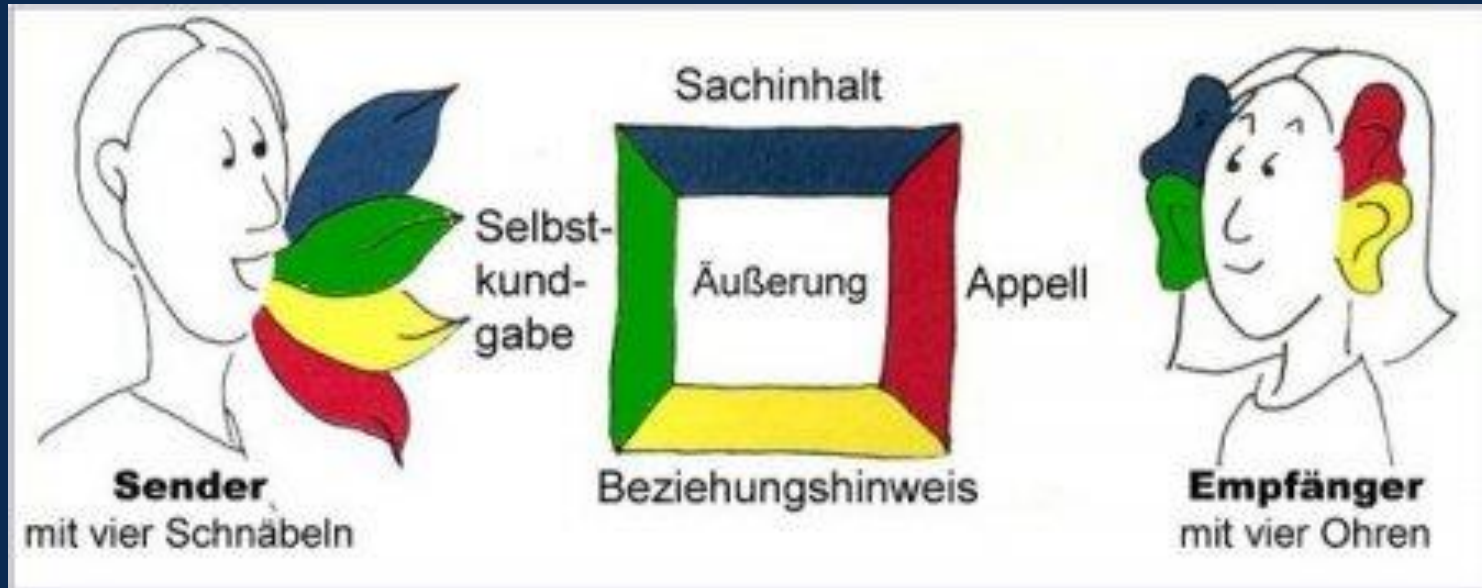 Sachinhalt
Selbst-
kund-
gabe
Äußerung
Appell
Beziehungshinweis
Sender
mit vier Schnäbeln
Empfänger
mit vier Ohren